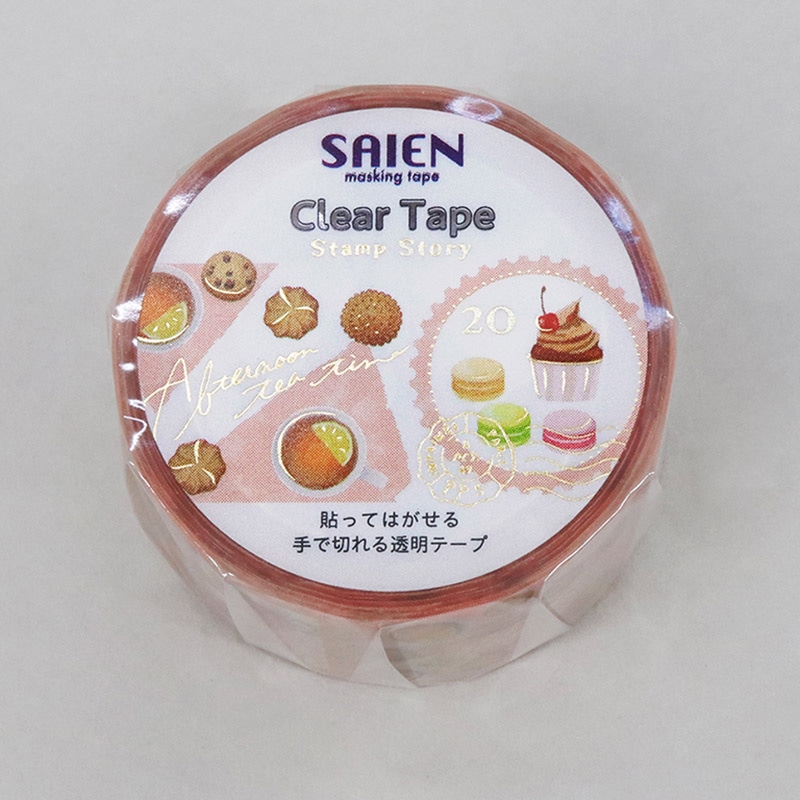 SAIEN
masking tape
Clear Tape
Stamp Story
20
Afternoon
tea time
貼ってはがせる
手で切れる透明テープ